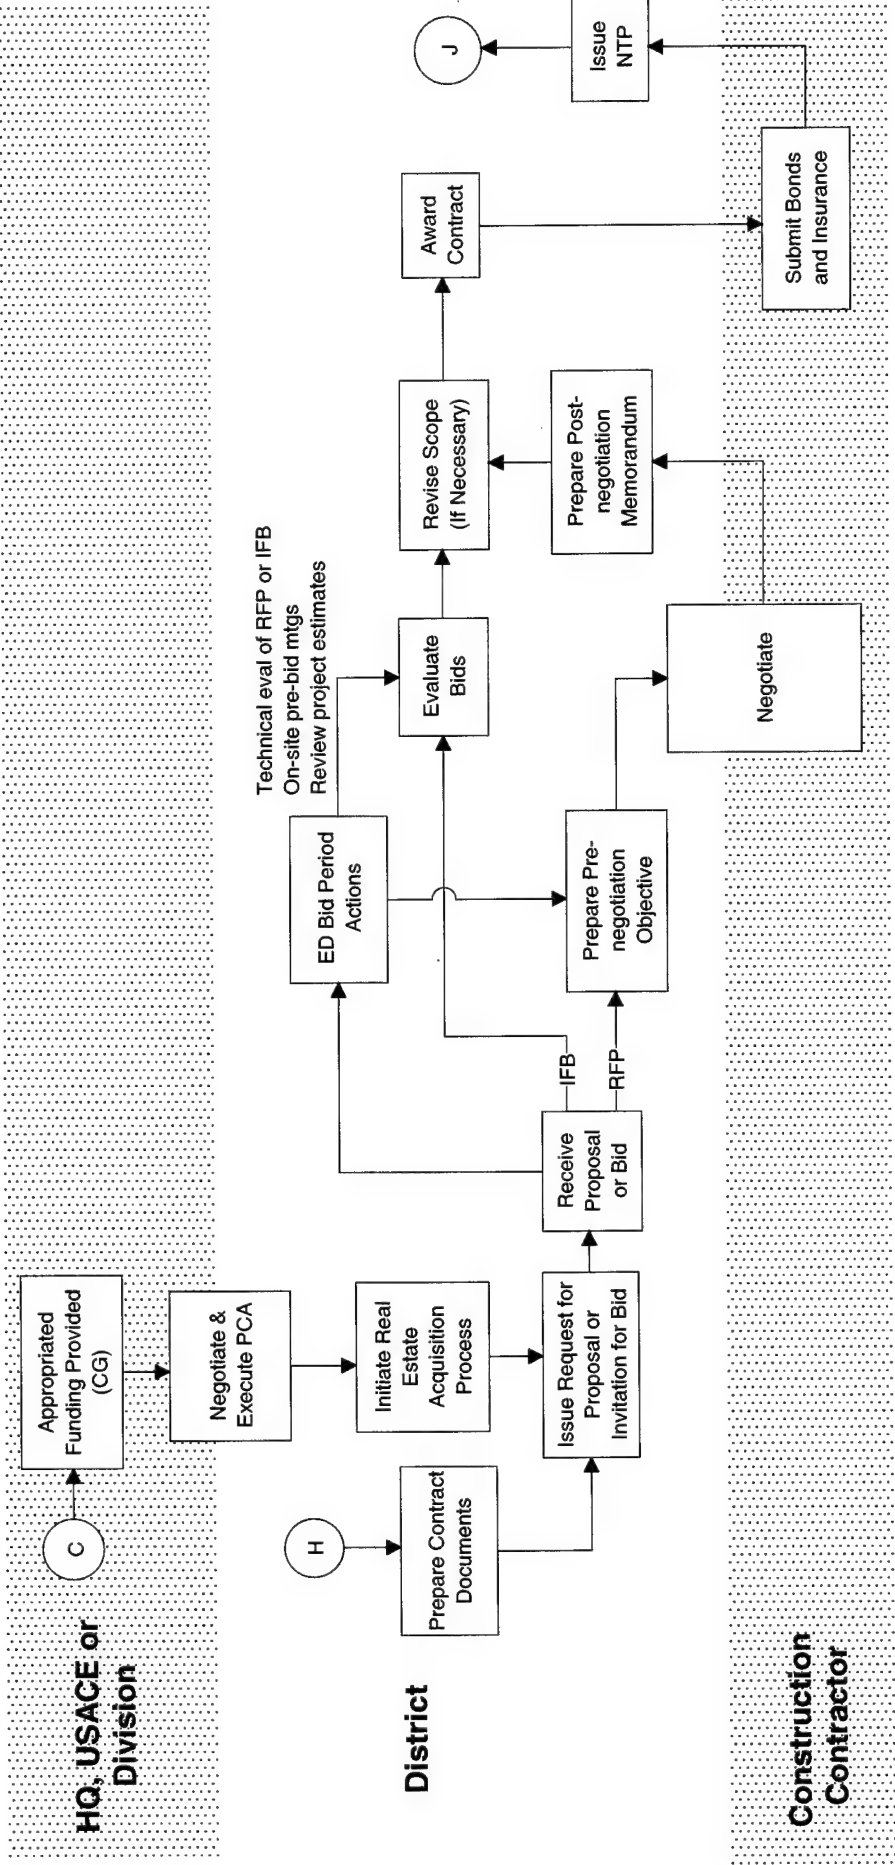 HQ, USACE or
Division
C
Appropriated
Funding Provided
(CG)
Negotiate &
Execute PCA
District
H
Prepare Contract
Documents
Initiate Real
Estate
Acquisition
Process
Issue Request for
Proposal or
Invitation for Bid
Receive
Proposal
or Bid
IFB
RFP
ED Bid Period
Actions
Technical eval of RFP or IFB
On-site pre-bid mtgs
Review project estimates
Evaluate
Bids
Prepare Pre-
negotiation
Objective
Negotiate
Prepare Post-
negotiation
Memorandum
Revise Scope
(If Necessary)
Award
Contract
Construction
Contractor
Submit Bonds
and Insurance
Issue
NTP
J